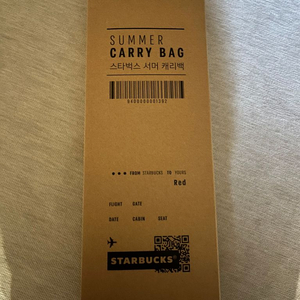 SUMMER
CARRY BAG
스타벅스 서머 캐리백
FROM STARBUCKS TO YOURS
Red
FLIGHT DATE
GATE CABIN SEAT
STARBUCKS